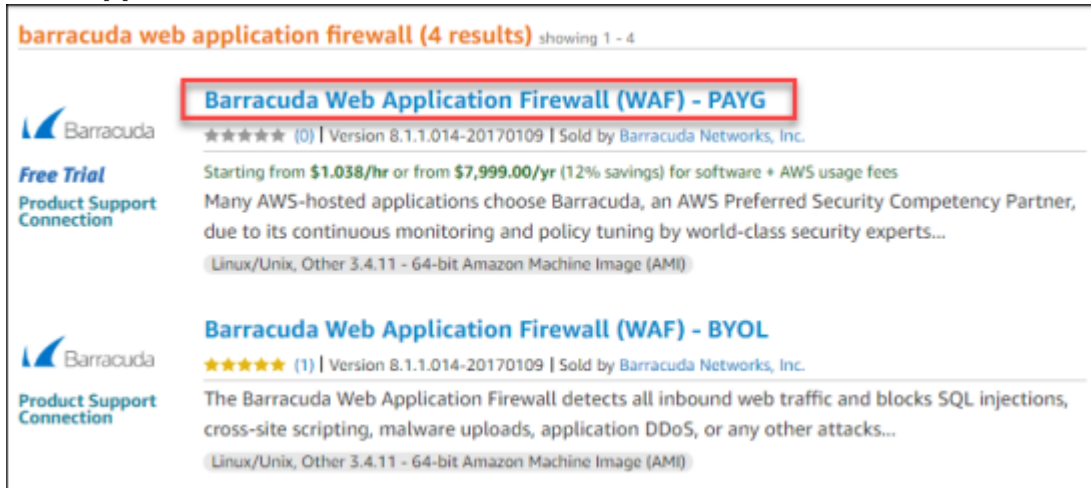 barracuda web application firewall (4 results) showing 1 - 4
Barracuda Web Application Firewall (WAF) - PAYG
Barracuda
★★★★★ (0) | Version 8.1.1.014-20170109 | Sold by Barracuda Networks, Inc.
Free Trial
Starting from $1.038/hr or from $7,999.00/yr (12% savings) for software + AWS usage fees
Product Support
Connection
Many AWS-hosted applications choose Barracuda, an AWS Preferred Security Competency Partner,
due to its continuous monitoring and policy tuning by world-class security experts...
Linux/Unix, Other 3.4.11 - 64-bit Amazon Machine Image (AMI)
Barracuda Web Application Firewall (WAF) - BYOL
Barracuda
★★★★★ (1) | Version 8.1.1.014-20170109 | Sold by Barracuda Networks, Inc.
Product Support
Connection
The Barracuda Web Application Firewall detects all inbound web traffic and blocks SQL injections,
cross-site scripting, malware uploads, application DDoS, or any other attacks...
Linux/Unix, Other 3.4.11 - 64-bit Amazon Machine Image (AMI)